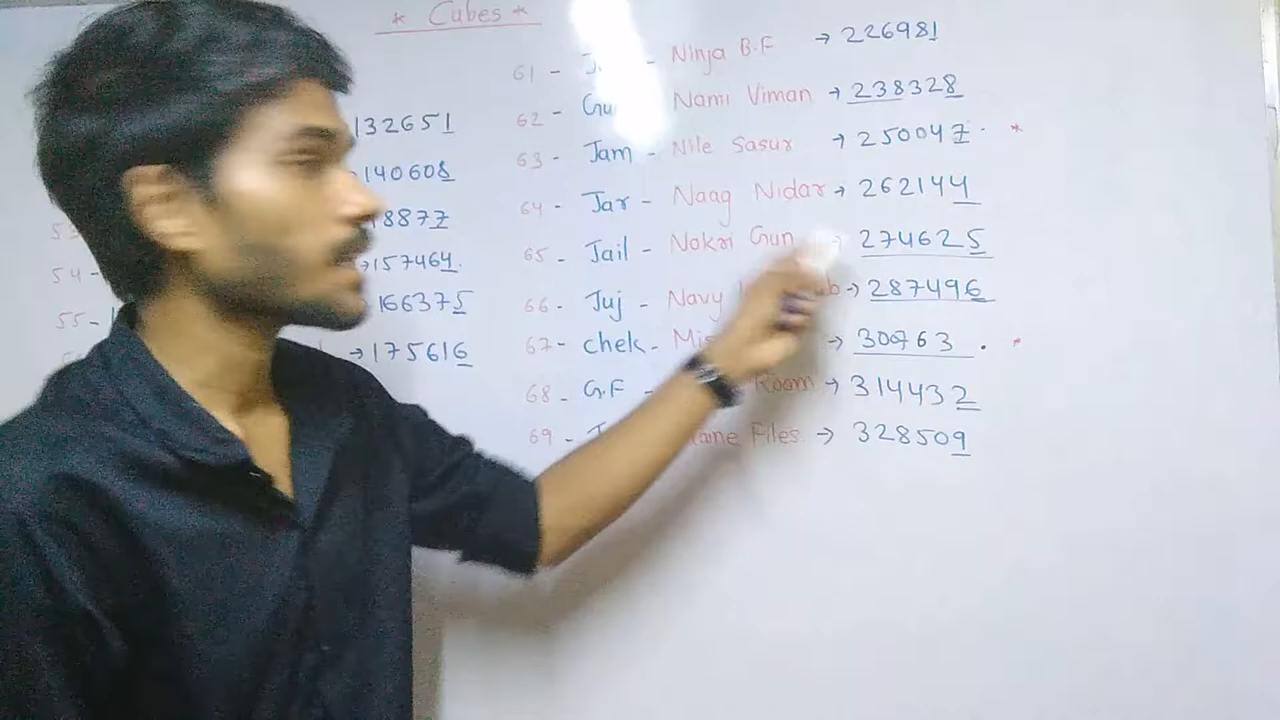 * Cubes *
132651
140608
8877
54 - → 157464
55 - 166375
→ 175616
61 - - Ninja B.F → 226981
62 - Nami Viman → 238328
63 - Jam - Nile Sasur → 250047 . *
64 - Jar - Naag Nidar → 262144
65 - Jail - Nokri Gun → 274625
66 - Juj - Navy → 287496
67 - chek - → 300763 . *
68 - G.F - Room → 314432
69 - Files → 328509